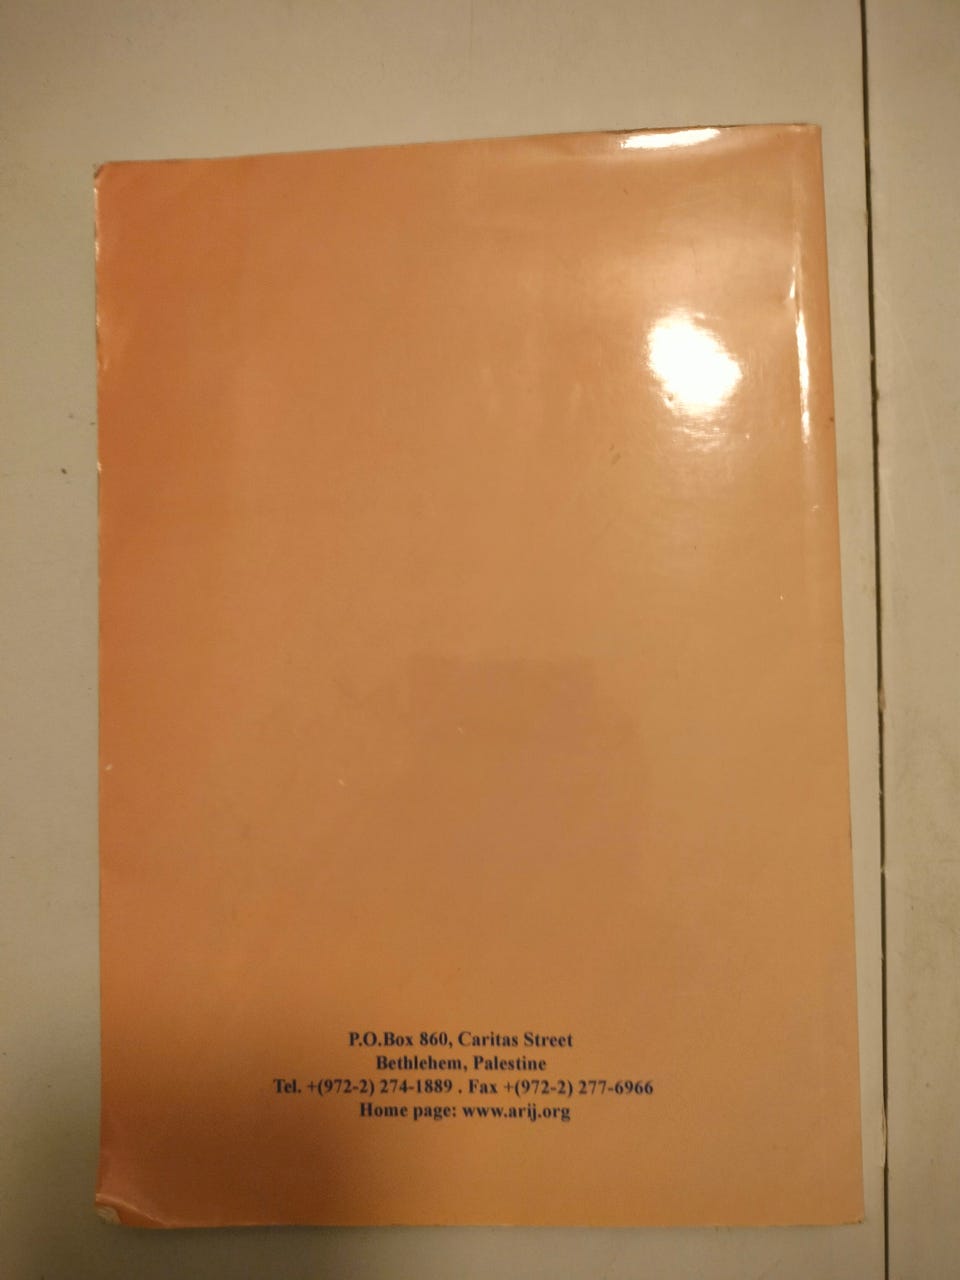 P.O.Box 860, Caritas Street
Bethlehem, Palestine
Tel. +(972-2) 274-1889 . Fax +(972-2) 277-6966
Home page: www.arij.org